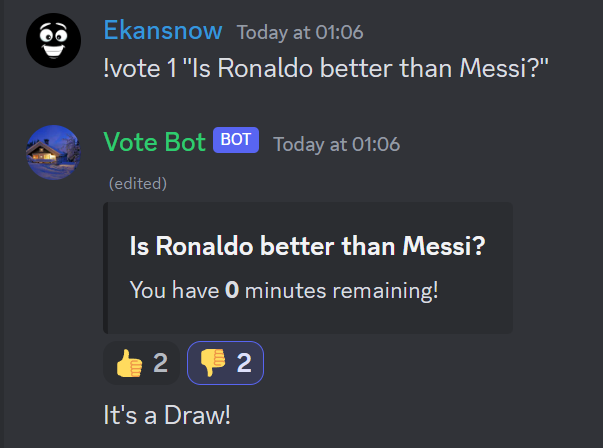 Ekansnow Today at 01:06
!vote 1 "Is Ronaldo better than Messi?"
Vote Bot BOT Today at 01:06
(edited)
Is Ronaldo better than Messi?
You have 0 minutes remaining!
👍 2 👎 2
It's a Draw!